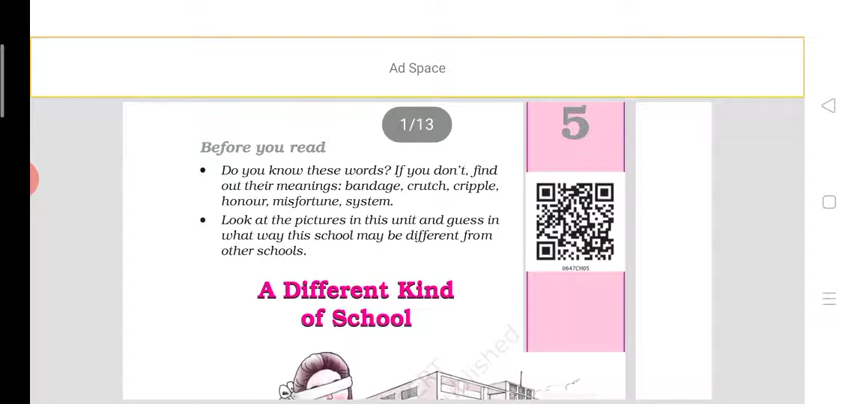 Ad Space
1/13
5
Before you read
• Do you know these words? If you don't, find
out their meanings: bandage, crutch, cripple,
honour, misfortune, system.
• Look at the pictures in this unit and guess in
what way this school may be different from
other schools.
0647CH05
A Different Kind
of School